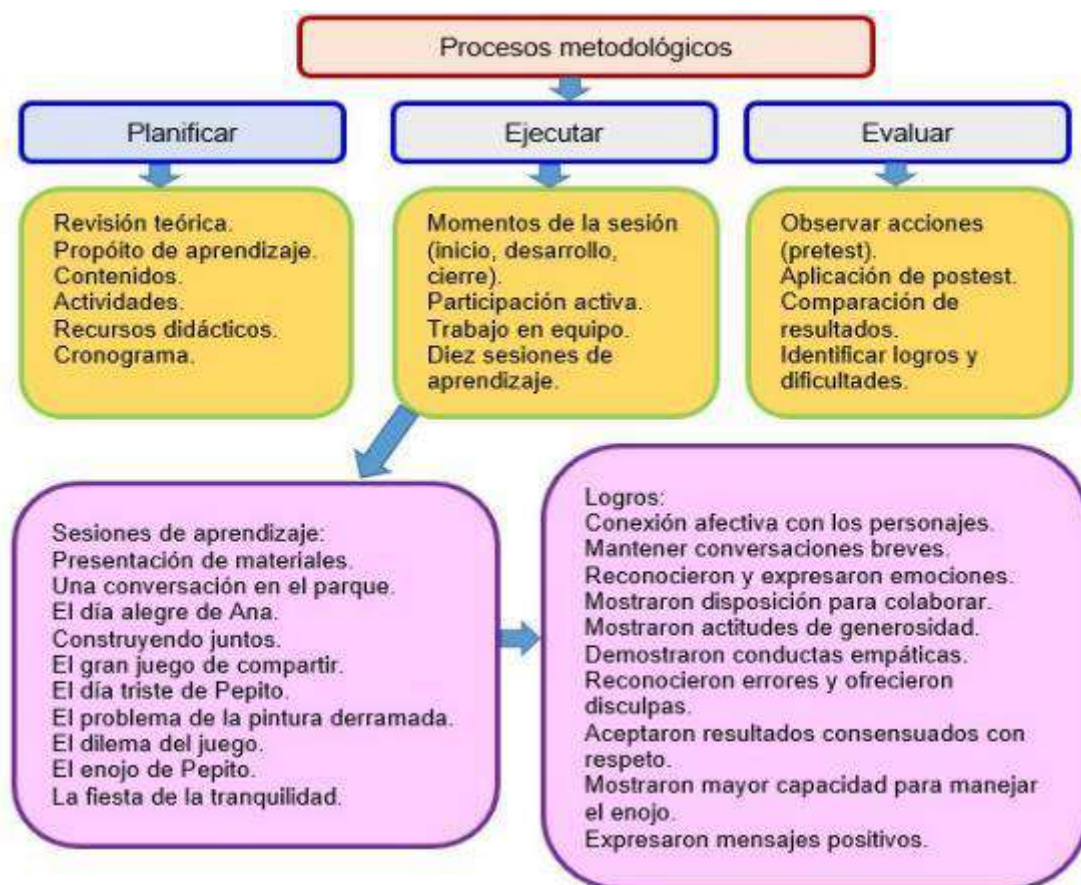 Procesos metodológicos
Planificar
Ejecutar
Evaluar
Revisión teórica.
Propóito de aprendizaje.
Contenidos.
Actividades.
Recursos didácticos.
Cronograma.
Momentos de la sesión
(inicio, desarrollo,
cierre).
Participación activa.
Trabajo en equipo.
Diez sesiones de
aprendizaje.
Observar acciones
(pretest).
Aplicación de postest.
Comparación de
resultados.
Identificar logros y
dificultades.
Sesiones de aprendizaje:
Presentación de materiales.
Una conversación en el parque.
El día alegre de Ana.
Construyendo juntos.
El gran juego de compartir.
El día triste de Pepito.
El problema de la pintura derramada.
El dilema del juego.
El enojo de Pepito.
La fiesta de la tranquilidad.
Logros:
Conexión afectiva con los personajes.
Mantener conversaciones breves.
Reconocieron y expresaron emociones.
Mostraron disposición para colaborar.
Mostraron actitudes de generosidad.
Demostraron conductas empáticas.
Reconocieron errores y ofrecieron
disculpas.
Aceptaron resultados consensuados con
respeto.
Mostraron mayor capacidad para manejar
el enojo.
Expresaron mensajes positivos.